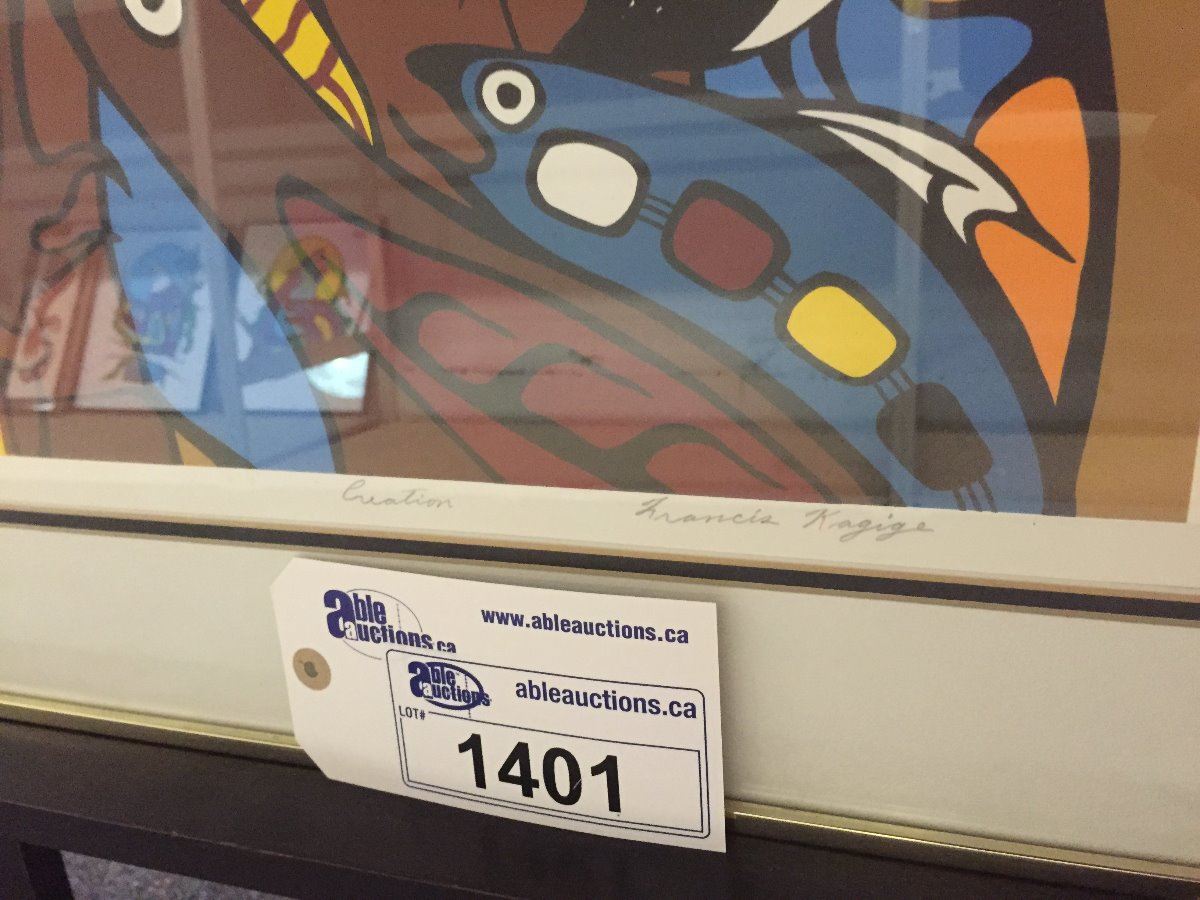 Creation Francis Kagige
able auctions.ca www.ableauctions.ca
able auctions ableauctions.ca
LOT#
1401